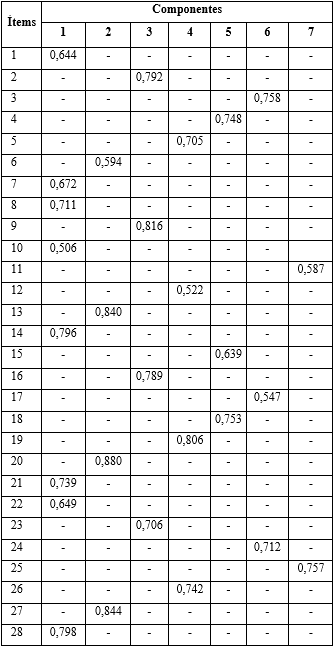 Ítems Componentes
1 2 3 4 5 6 7
1 0,644 - - - - - -
2 - - 0,792 - - - -
3 - - - - - 0,758 -
4 - - - - 0,748 - -
5 - - - 0,705 - - -
6 - 0,594 - - - - -
7 0,672 - - - - - -
8 0,711 - - - - - -
9 - - 0,816 - - - -
10 0,506 - - - - -
11 - - - - - - 0,587
12 - - - 0,522 - - -
13 - 0,840 - - - - -
14 0,796 - - - - - -
15 - - - - 0,639 - -
16 - - 0,789 - - - -
17 - - - - - 0,547 -
18 - - - - 0,753 - -
19 - - - 0,806 - - -
20 - 0,880 - - - - -
21 0,739 - - - - - -
22 0,649 - - - - - -
23 - - 0,706 - - - -
24 - - - - - 0,712 -
25 - - - - - - 0,757
26 - - - 0,742 - - -
27 - 0,844 - - - - -
28 0,798 - - - - - -